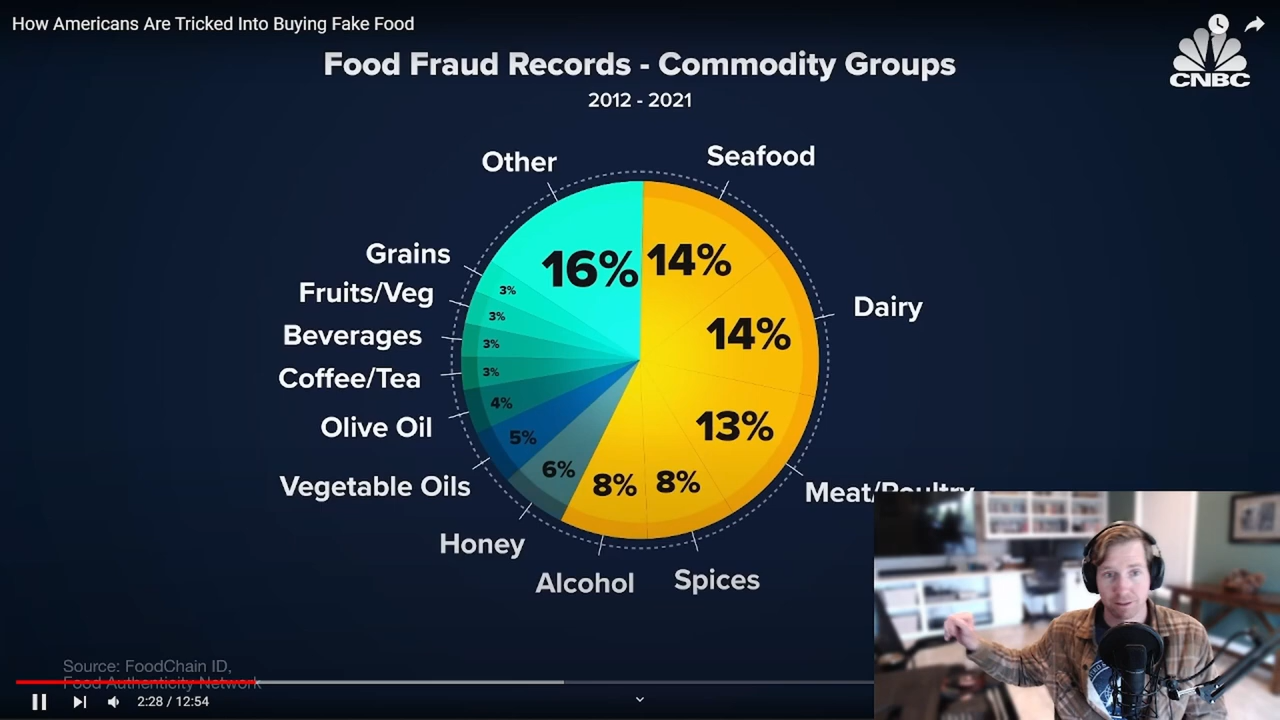 How Americans Are Tricked Into Buying Fake Food
CNBC
Food Fraud Records - Commodity Groups
2012 - 2021
Other
Seafood
Grains
Fruits/Veg
Beverages
Coffee/Tea
Olive Oil
Vegetable Oils
Honey
Alcohol
Spices
Meat/Poultry
Dairy
16%
14%
14%
13%
8%
8%
6%
5%
4%
3%
3%
3%
3%
Source: FoodChain ID,
Food Authenticity Network
2:28 / 12:54